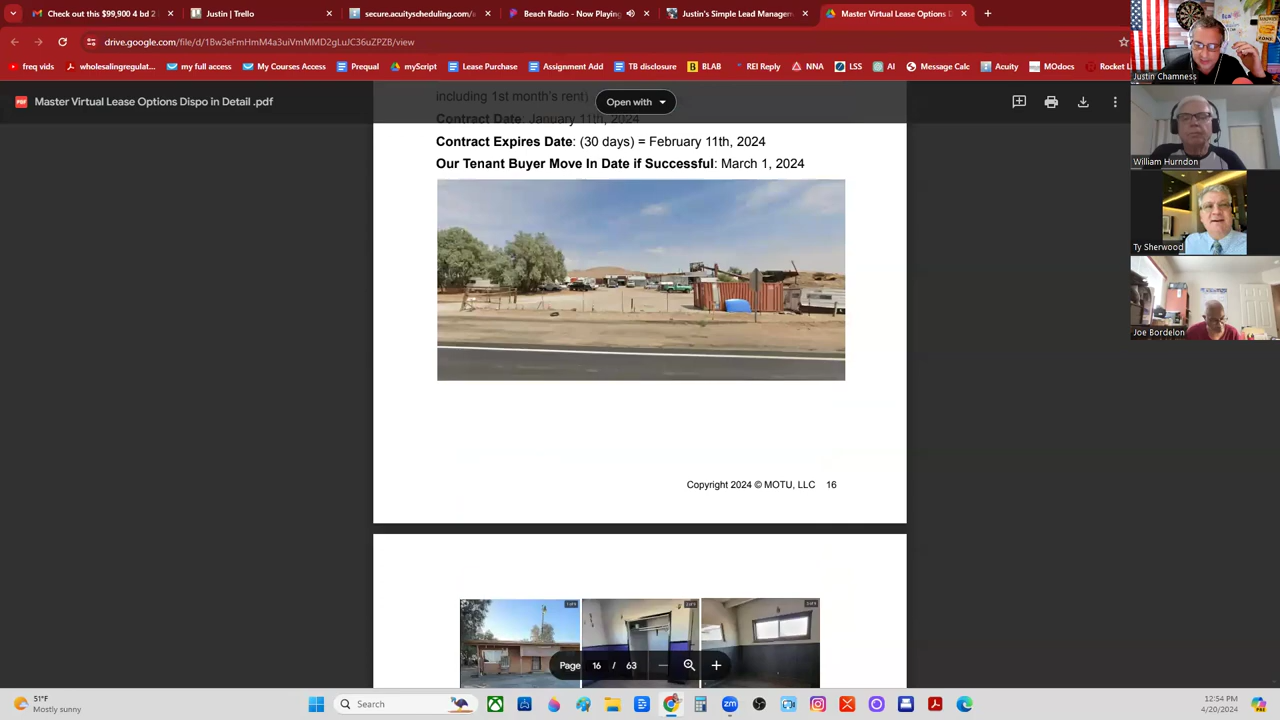 Check out this $99,900 4 bd 2
Justin | Trello
secure.acuityscheduling.com/
Beach Radio - Now Playing
Justin's Simple Lead Managem
Master Virtual Lease Options D
drive.google.com/file/d/1Bw3eFmHmM4a3uiVmMMD2gLuJC36uZPZB/view
freq vids
wholesalingregulat...
my full access
My Courses Access
Prequal
myScript
Lease Purchase
Assignment Add
TB disclosure
BLAB
REI Reply
NNA
LSS
AI
Message Calc
Acuity
MOdocs
Rocket L
Master Virtual Lease Options Dispo in Detail .pdf
Open with
including 1st month's rent)
Contract Date: January 11th, 2024
Contract Expires Date: (30 days) = February 11th, 2024
Our Tenant Buyer Move In Date if Successful: March 1, 2024
Copyright 2024 © MOTU, LLC 16
Page 16 / 63
Justin Chamness
William Hurndon
Ty Sherwood
Joe Bordelon
51°F
Mostly sunny
Search
12:54 PM
4/20/2024